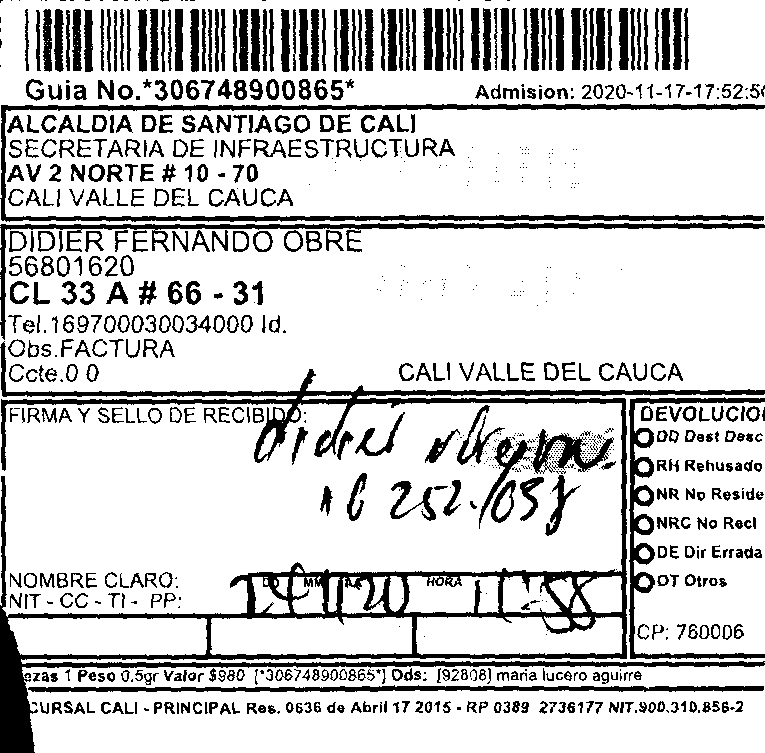 Guia No.*306748900865* Admision: 2020-11-17-17:52:56
ALCALDIA DE SANTIAGO DE CALI
SECRETARIA DE INFRAESTRUCTURA
AV 2 NORTE # 10 - 70
CALI VALLE DEL CAUCA
DIDIER FERNANDO OBRE
56801620
CL 33 A # 66 - 31
Tel.169700030034000 Id.
Obs.FACTURA
Ccte.0 0 CALI VALLE DEL CAUCA
FIRMA Y SELLO DE RECIBIDO:
DEVOLUCIO
DD Dest Desc
RH Rehusado
NR No Reside
NRC No Recl
DE Dir Errada
OT Otros
NOMBRE CLARO:
NIT - CC - TI - PP:
HORA
CP: 760006
ezas 1 Peso 0,5gr Valor $980 [*306748900865*] Ods: [92808] maria lucero aguirre
CURSAL CALI - PRINCIPAL Res. 0636 de Abril 17 2015 - RP 0389 2736177 NIT.900.310.856-2